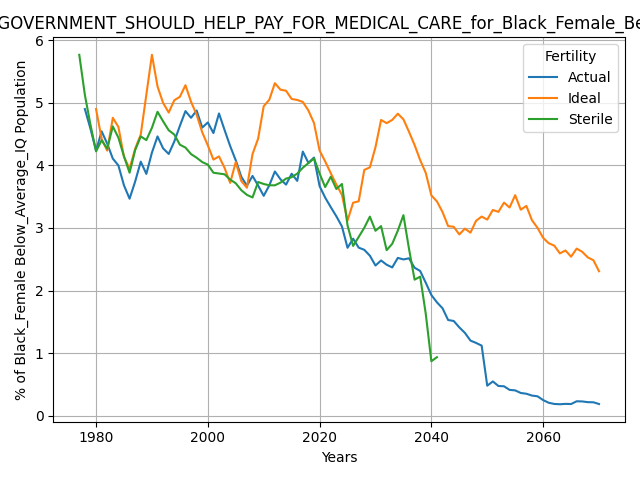 GOVERNMENT_SHOULD_HELP_PAY_FOR_MEDICAL_CARE_for_Black_Female_Be
6
5
4
3
2
1
0
% of Black_Female Below_Average_IQ Population
Fertility
Actual
Ideal
Sterile
1980 2000 2020 2040 2060
Years